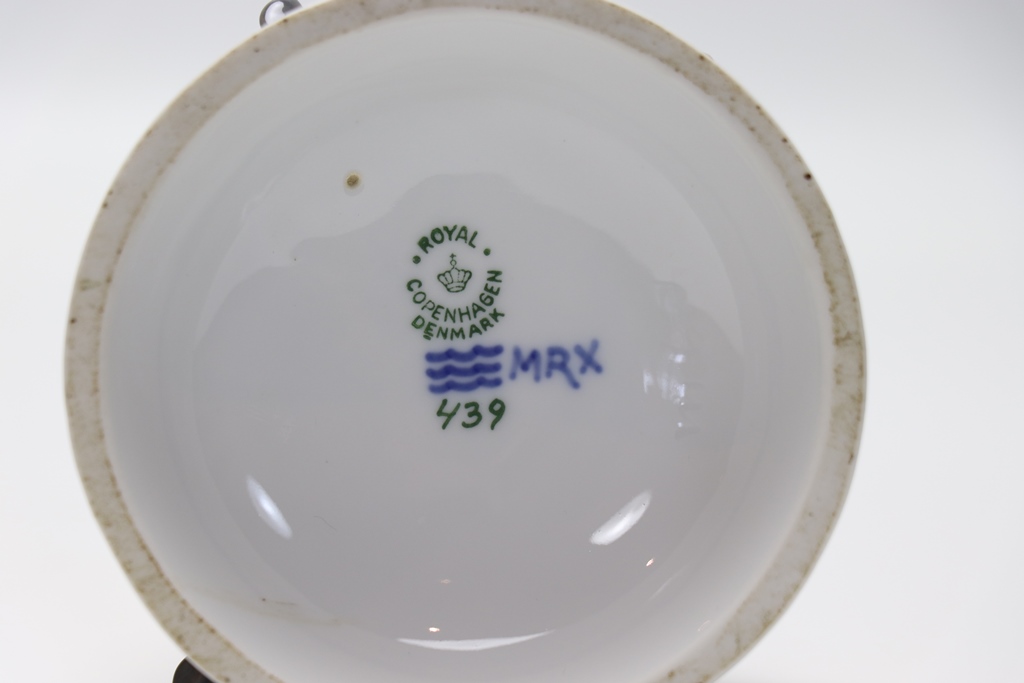 ROYAL
COPENHAGEN
DENMARK
MRX
439